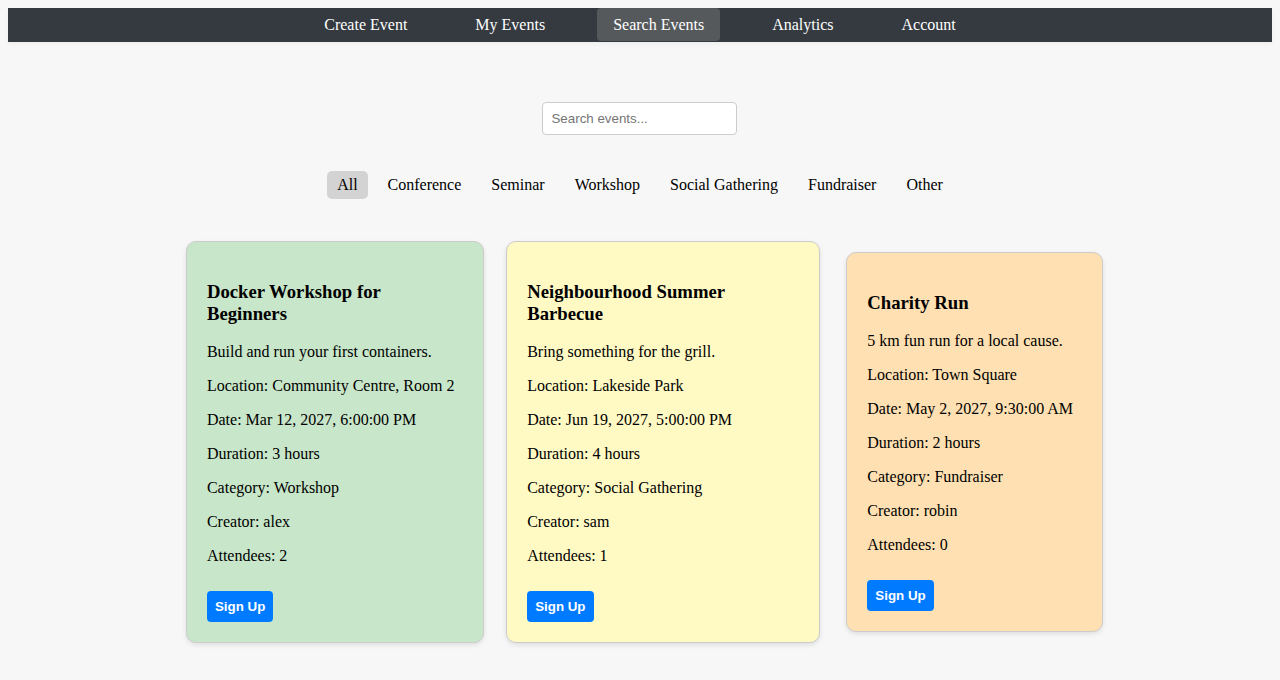 Create Event
My Events
Search Events
Analytics
Account
Search events...
All
Conference
Seminar
Workshop
Social Gathering
Fundraiser
Other
Docker Workshop for
Beginners
Build and run your first containers.
Location: Community Centre, Room 2
Date: Mar 12, 2027, 6:00:00 PM
Duration: 3 hours
Category: Workshop
Creator: alex
Attendees: 2
Sign Up
Neighbourhood Summer
Barbecue
Bring something for the grill.
Location: Lakeside Park
Date: Jun 19, 2027, 5:00:00 PM
Duration: 4 hours
Category: Social Gathering
Creator: sam
Attendees: 1
Sign Up
Charity Run
5 km fun run for a local cause.
Location: Town Square
Date: May 2, 2027, 9:30:00 AM
Duration: 2 hours
Category: Fundraiser
Creator: robin
Attendees: 0
Sign Up